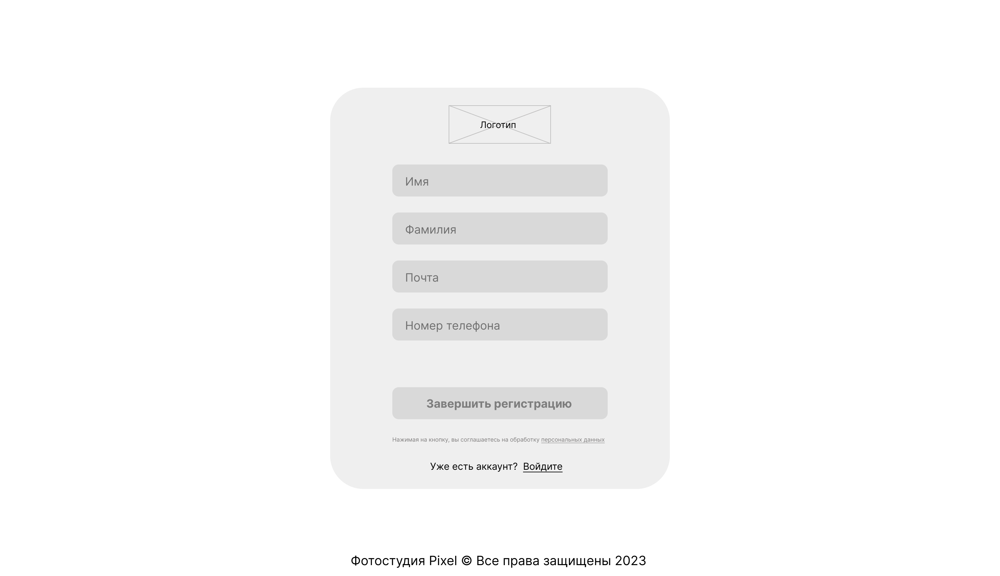 Логотип
Имя
Фамилия
Почта
Номер телефона
Завершить регистрацию
Нажимая на кнопку, вы соглашаетесь на обработку персональных данных
Уже есть аккаунт? Войдите
Фотостудия Pixel © Все права защищены 2023